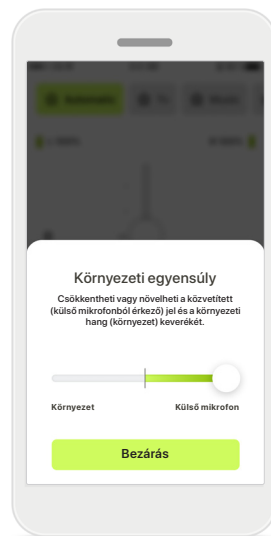 Környezeti egyensúly
Csökkentheti vagy növelheti a közvetített
(külső mikrofonból érkező) jel és a környezeti
hang (környezet) keverékét.
Környezet
Külső mikrofon
Bezárás